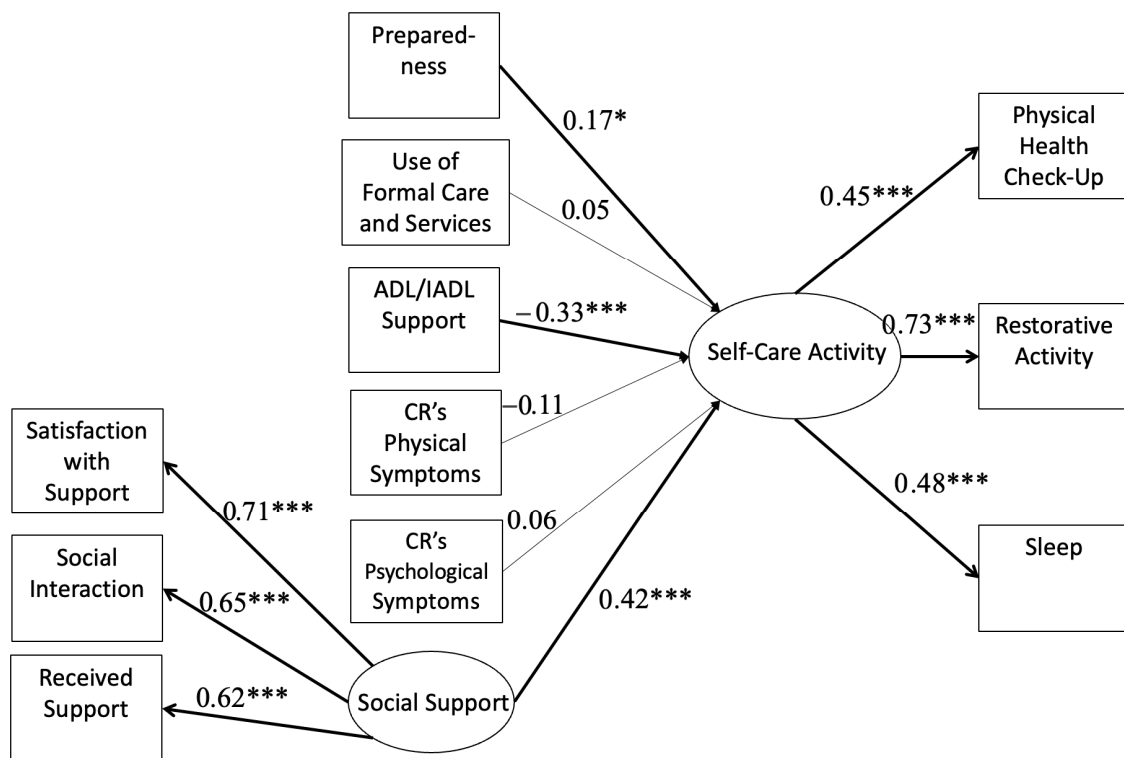 Prepared-
ness
0.17*
Use of
Formal Care
and Services
0.05
ADL/IADL
Support
−0.33***
CR's
Physical
Symptoms
−0.11
CR's
Psychological
Symptoms
0.06
Satisfaction
with
Support
0.71***
Social
Interaction
0.65***
Received
Support
0.62***
Social Support
0.42***
Self-Care Activity
0.45***
Physical
Health
Check-Up
0.73***
Restorative
Activity
0.48***
Sleep